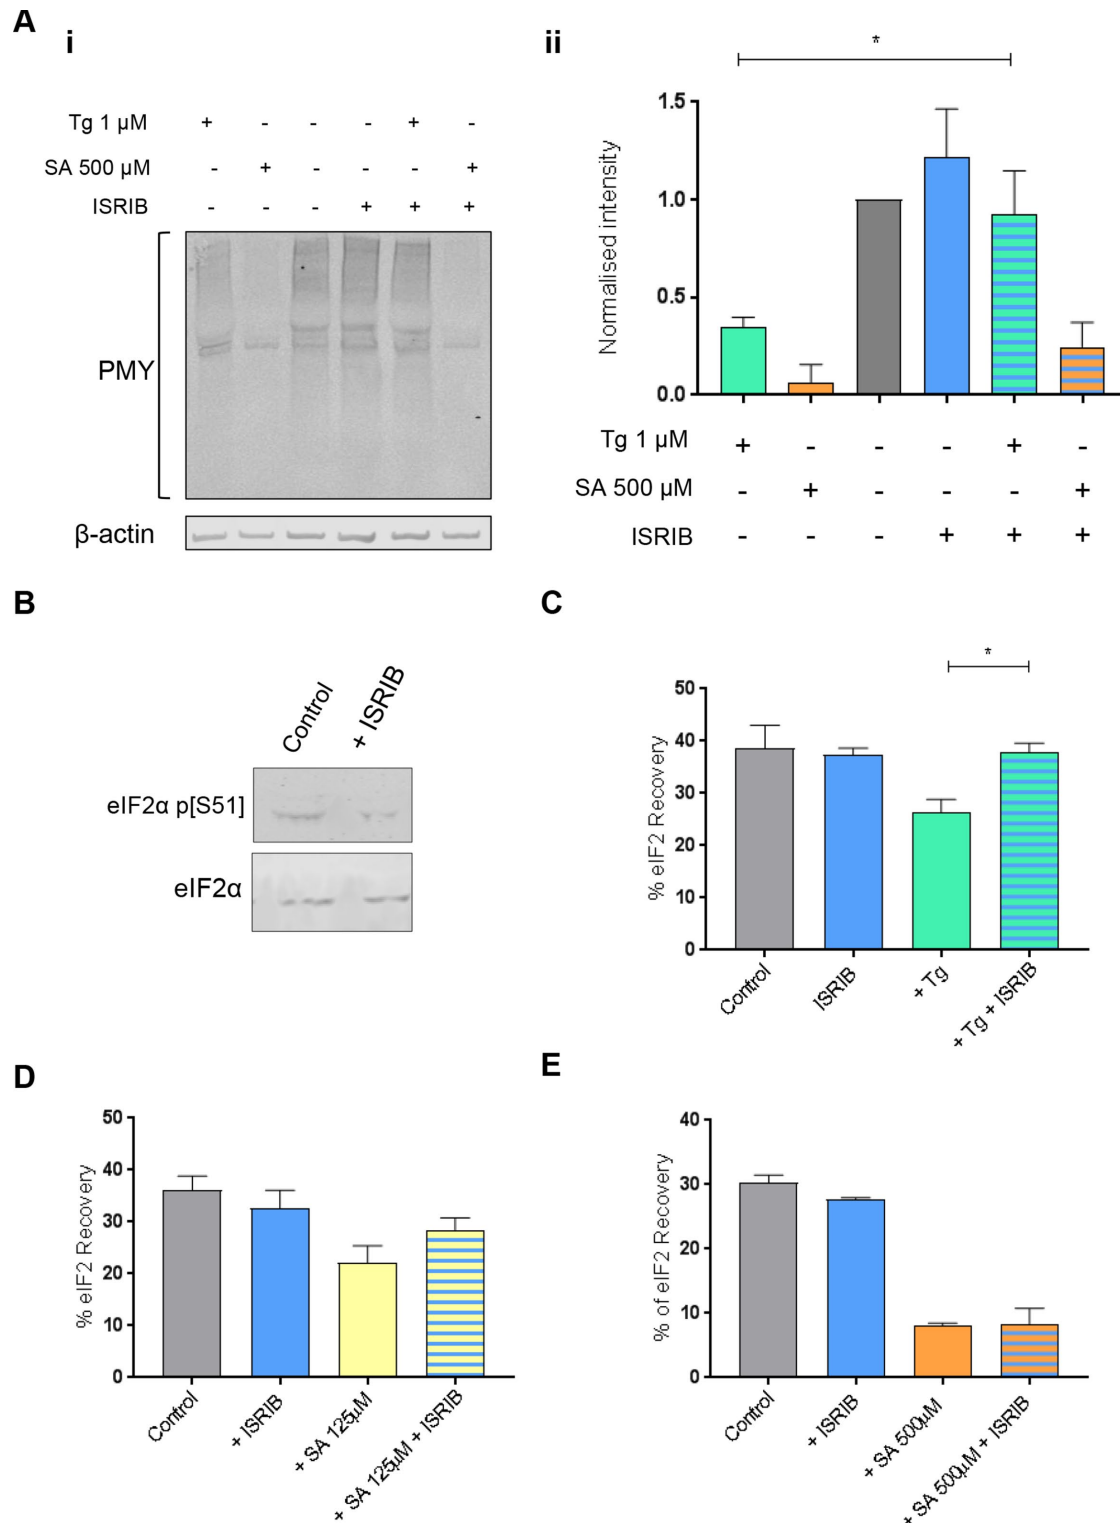 A
i
Tg 1 µM + - - - + -
SA 500 µM - + - - - +
ISRIB - - - + + +
PMY
β-actin
ii
*
Normalised intensity
1.5
1.0
0.5
0.0
Tg 1 µM + - - - + -
SA 500 µM - + - - - +
ISRIB - - - + + +
B
Control
+ ISRIB
eIF2α p[S51]
eIF2α
C
*
% eIF2 Recovery
50
40
30
20
10
0
Control
ISRIB
+ Tg
+ Tg + ISRIB
D
% eIF2 Recovery
50
40
30
20
10
0
Control
+ ISRIB
+ SA 125µM
+ SA 125µM + ISRIB
E
% of eIF2 Recovery
40
30
20
10
0
Control
+ ISRIB
+ SA 500µM
+ SA 500µM + ISRIB